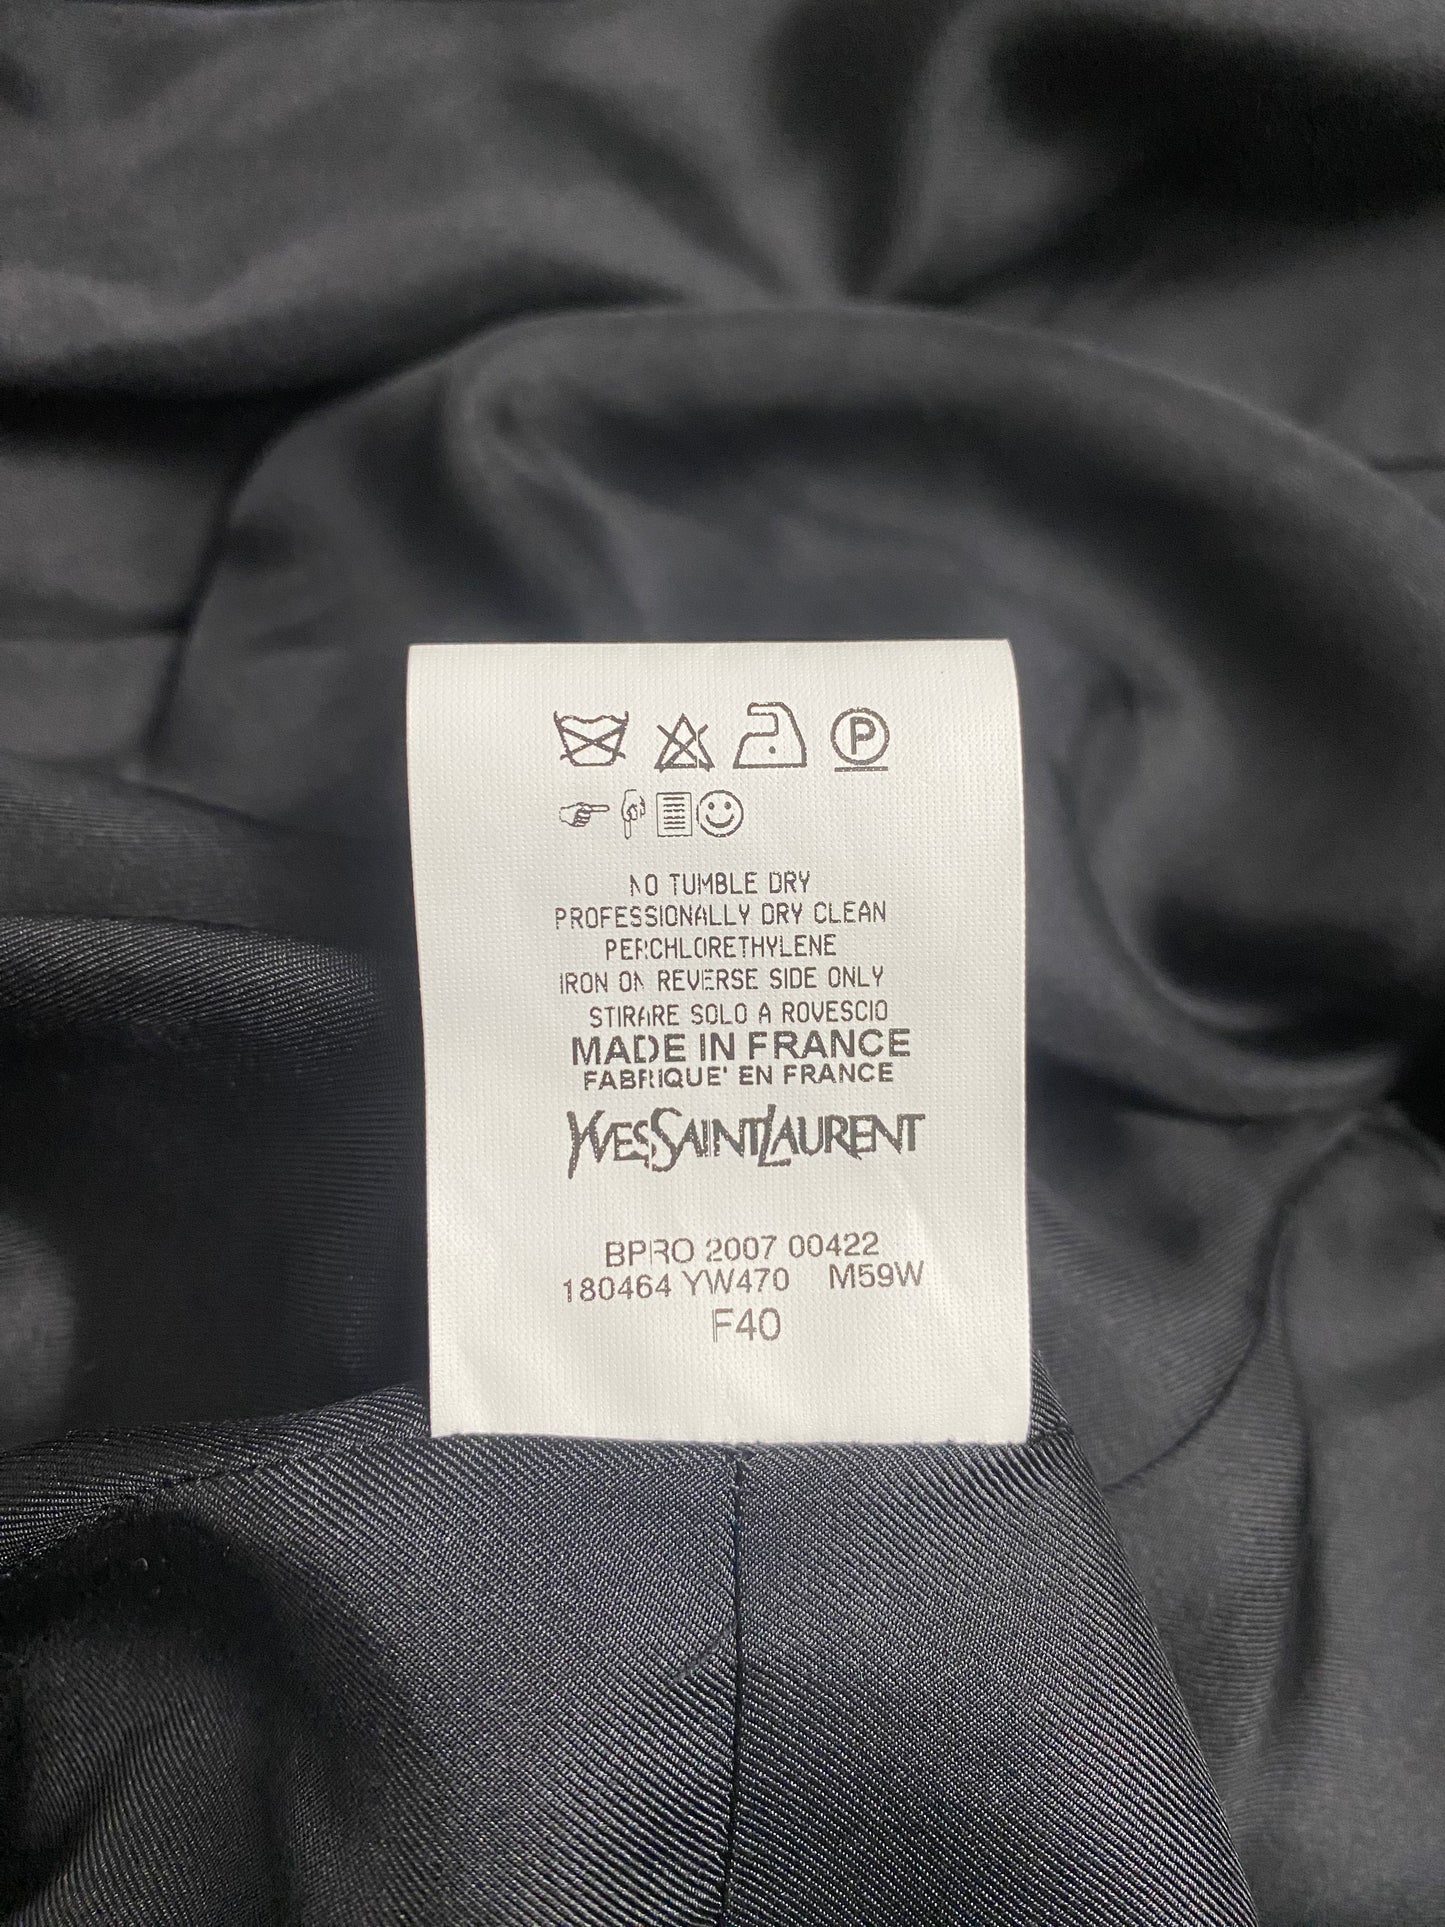 P
NO TUMBLE DRY
PROFESSIONALLY DRY CLEAN
PERCHLORETHYLENE
IRON ON REVERSE SIDE ONLY
STIRARE SOLO A ROVESCIO
MADE IN FRANCE
FABRIQUE' EN FRANCE
YVESSAINTLAURENT
BPRO 2007 00422
180464 YW470 M59W
F40